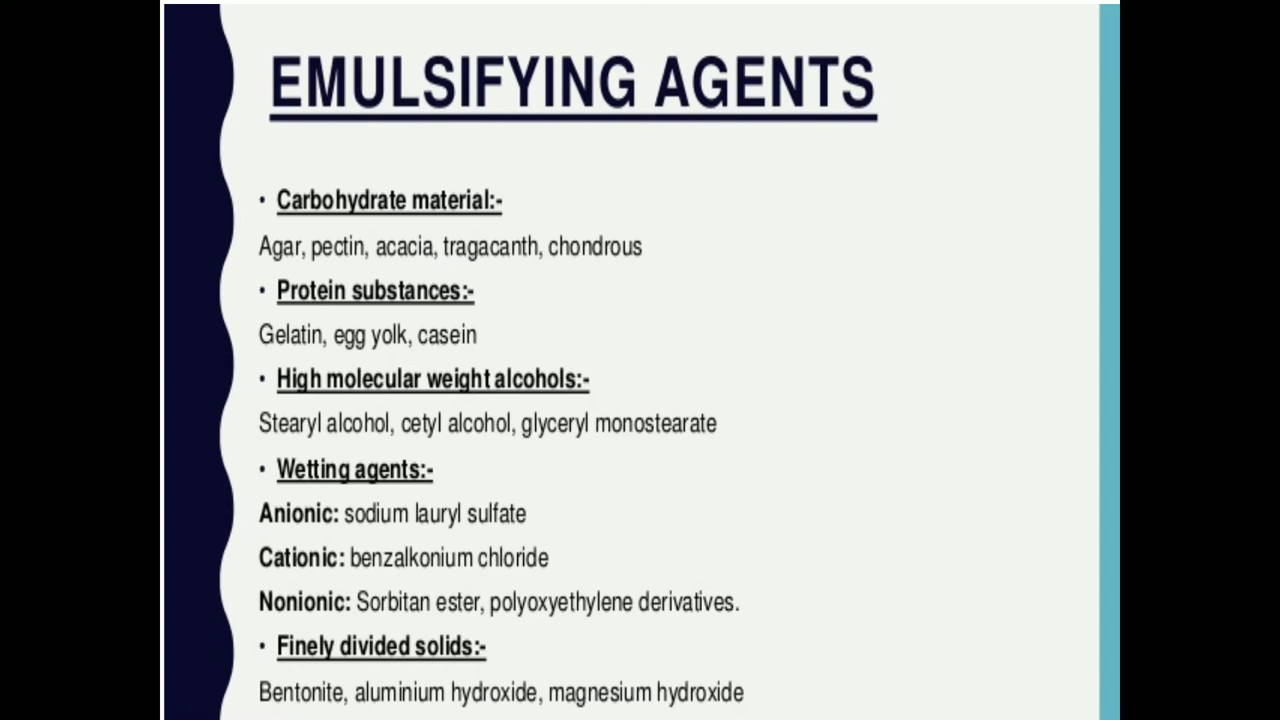 EMULSIFYING AGENTS
• Carbohydrate material:-
Agar, pectin, acacia, tragacanth, chondrous
• Protein substances:-
Gelatin, egg yolk, casein
• High molecular weight alcohols:-
Stearyl alcohol, cetyl alcohol, glyceryl monostearate
• Wetting agents:-
Anionic: sodium lauryl sulfate
Cationic: benzalkonium chloride
Nonionic: Sorbitan ester, polyoxyethylene derivatives.
• Finely divided solids:-
Bentonite, aluminium hydroxide, magnesium hydroxide